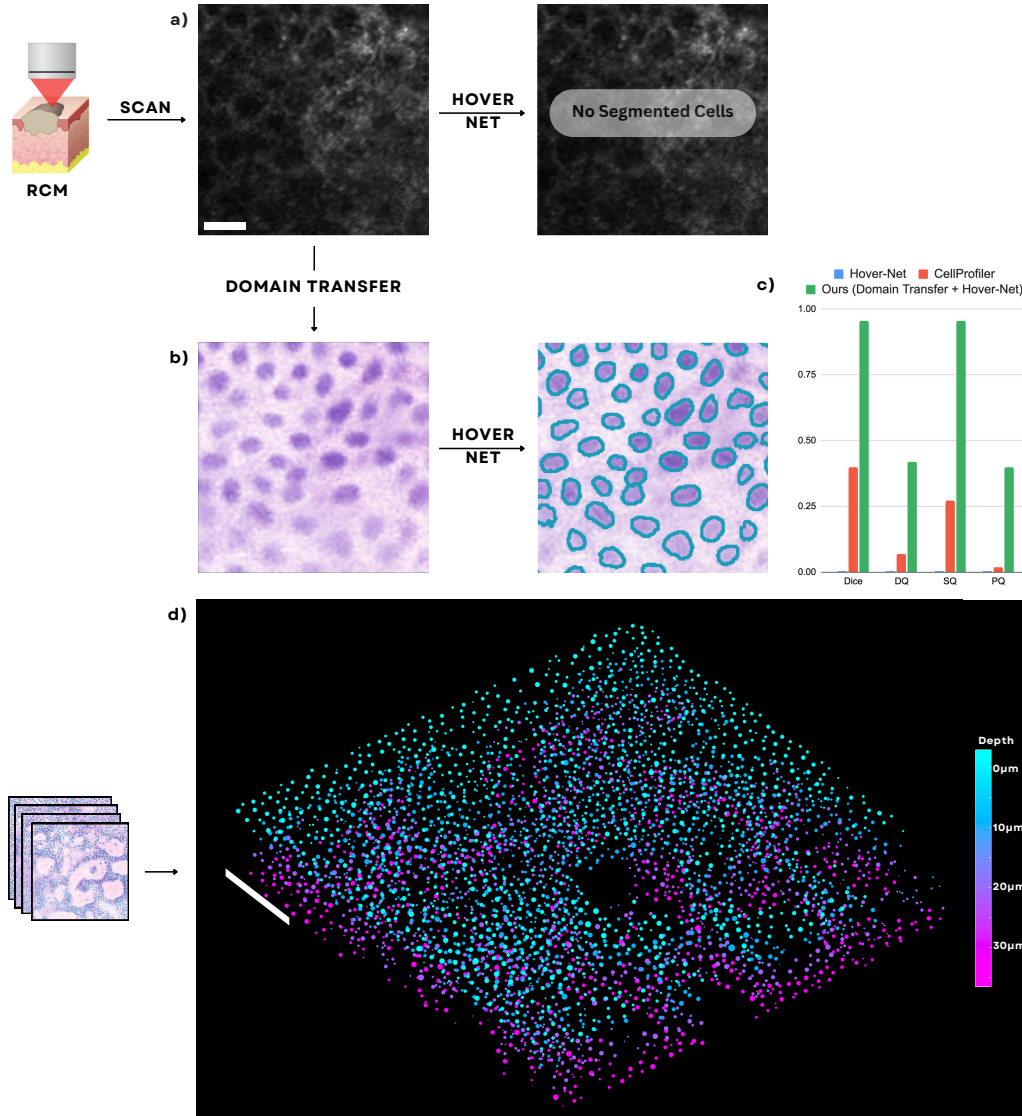 a)
SCAN
RCM
HOVER
NET
No Segmented Cells
DOMAIN TRANSFER
b)
HOVER
NET
c)
Hover-Net CellProfiler
Ours (Domain Transfer + Hover-Net)
1.00
0.75
0.50
0.25
0.00
Dice DQ SQ PQ
d)
Depth
0µm
10µm
20µm
30µm